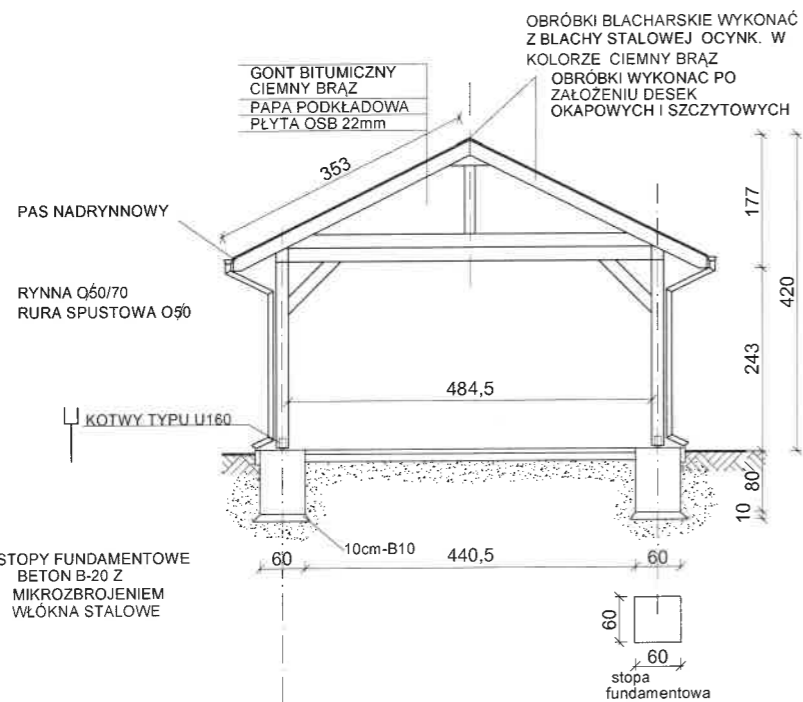 OBRÓBKI BLACHARSKIE WYKONAĆ
Z BLACHY STALOWEJ OCYNK. W
KOLORZE CIEMNY BRĄZ
OBRÓBKI WYKONAC PO
ZAŁOŻENIU DESEK
OKAPOWYCH I SZCZYTOWYCH
GONT BITUMICZNY
CIEMNY BRĄZ
PAPA PODKŁADOWA
PŁYTA OSB 22mm
353
177
PAS NADRYNNOWY
420
RYNNA O50/70
RURA SPUSTOWA O50
243
484,5
KOTWY TYPU U160
80
10
10cm-B10
STOPY FUNDAMENTOWE
BETON B-20 Z
MIKROZBROJENIEM
WŁÓKNA STALOWE
60
440,5
60
60
60
stopa
fundamentowa